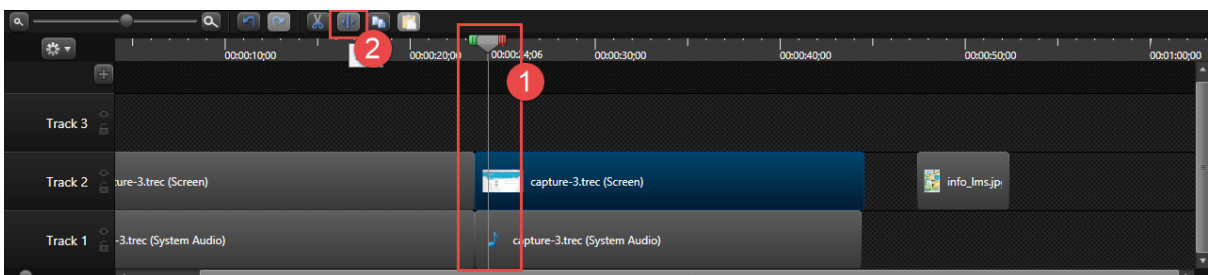 2
00:00:10;00 00:00:20;00 00:00:24;06 00:00:30;00 00:00:40;00 00:00:50;00 00:01:00;00
1
Track 3
Track 2 ture-3.trec (Screen) capture-3.trec (Screen) info_lms.jp
Track 1 -3.trec (System Audio) capture-3.trec (System Audio)